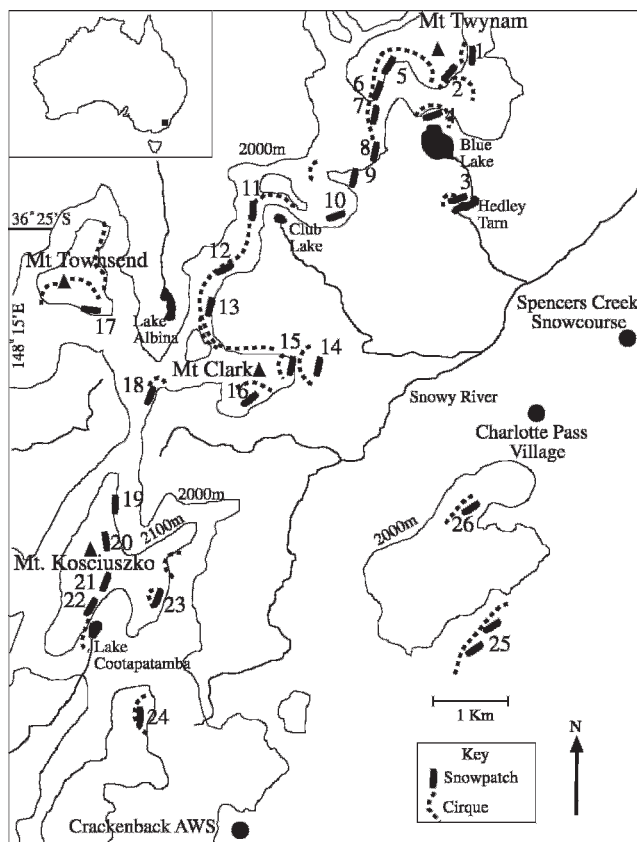 Mt Twynam
1
5
2
6
7
4
2000m
8
Blue
Lake
9
3
11
10
36°25' S
Hedley
Tarn
Club
Lake
12
Mt Townsend
Spencers Creek
Snowcourse
13
148°15'E
17
Lake
Albina
15
14
Mt Clark
18
16
Snowy River
Charlotte Pass
Village
19
2000m
2100m
2000m
26
20
Mt. Kosciuszko
21
22
23
25
Lake
Cootapatamba
1 Km
24
N
Key
Snowpatch
Cirque
Crackenback AWS